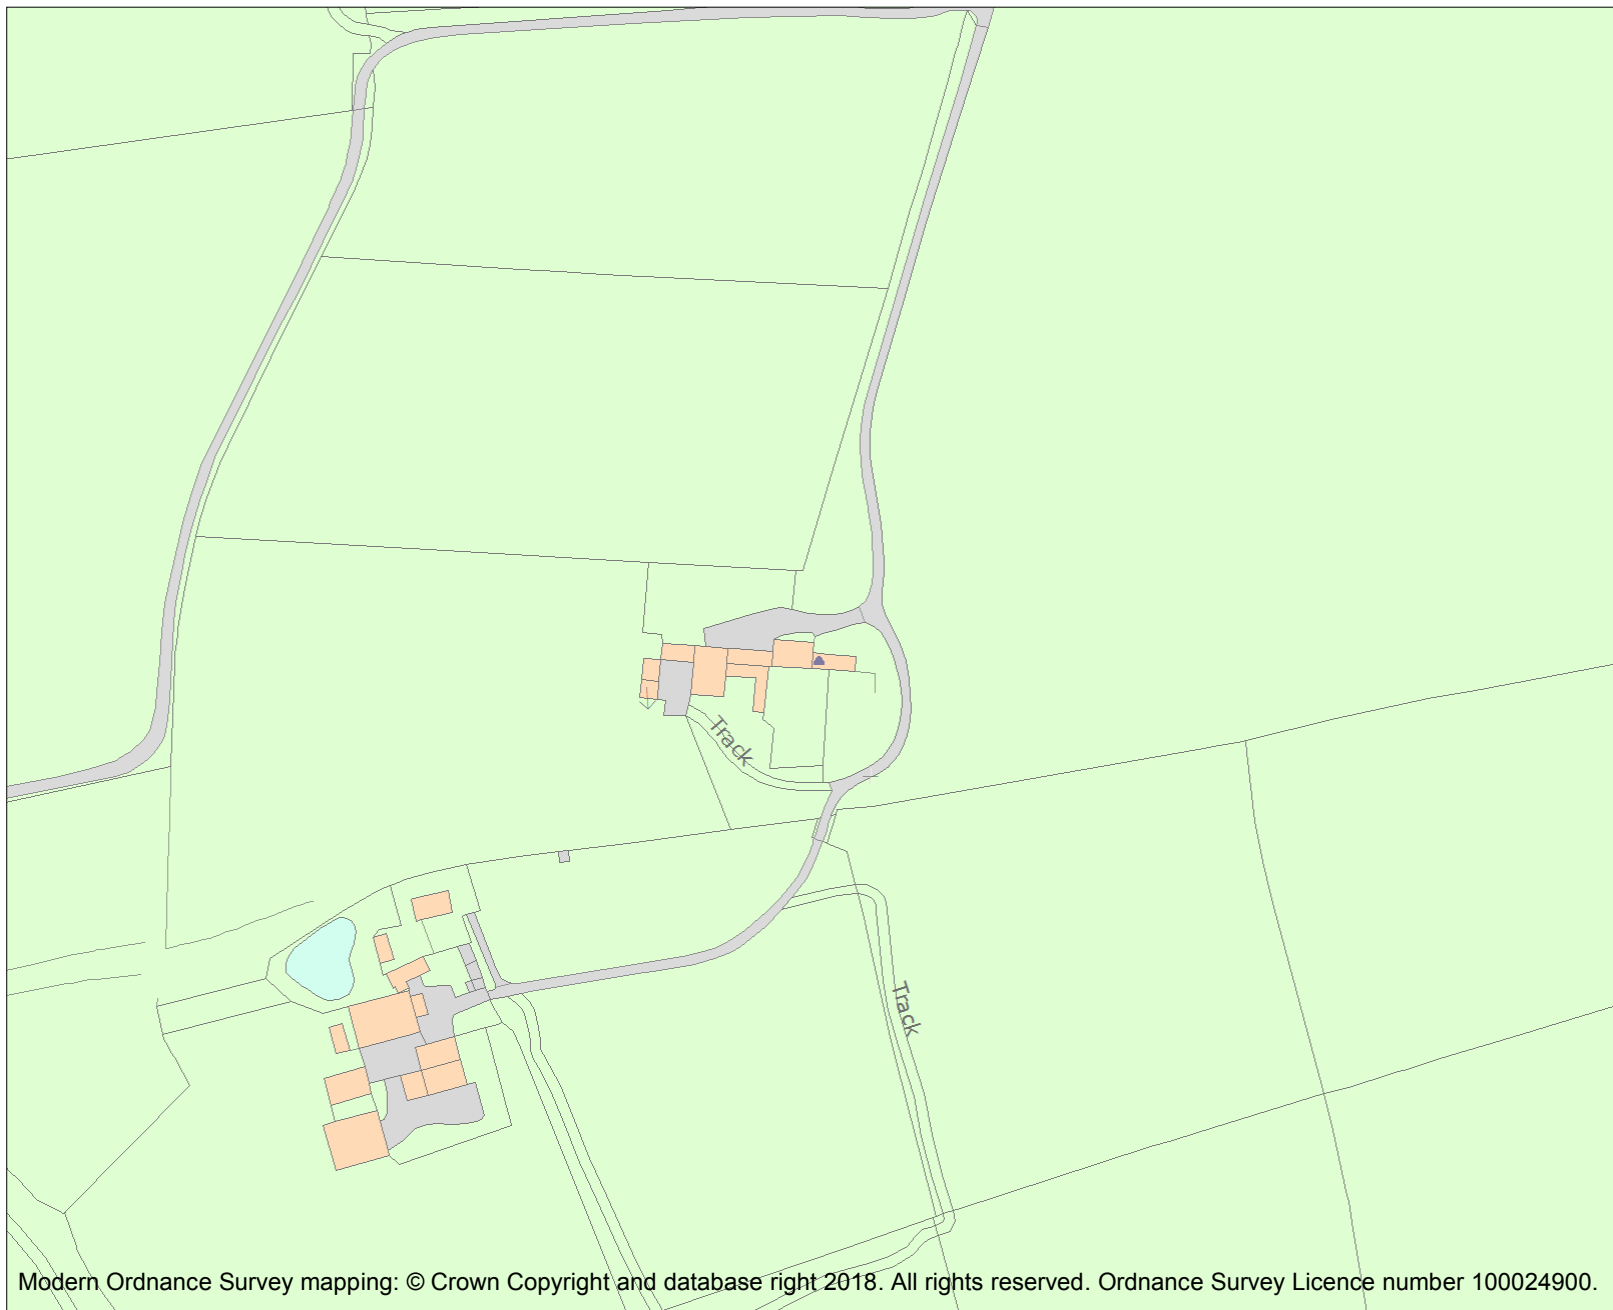 Track
Track
Modern Ordnance Survey mapping: © Crown Copyright and database right 2018. All rights reserved. Ordnance Survey Licence number 100024900.